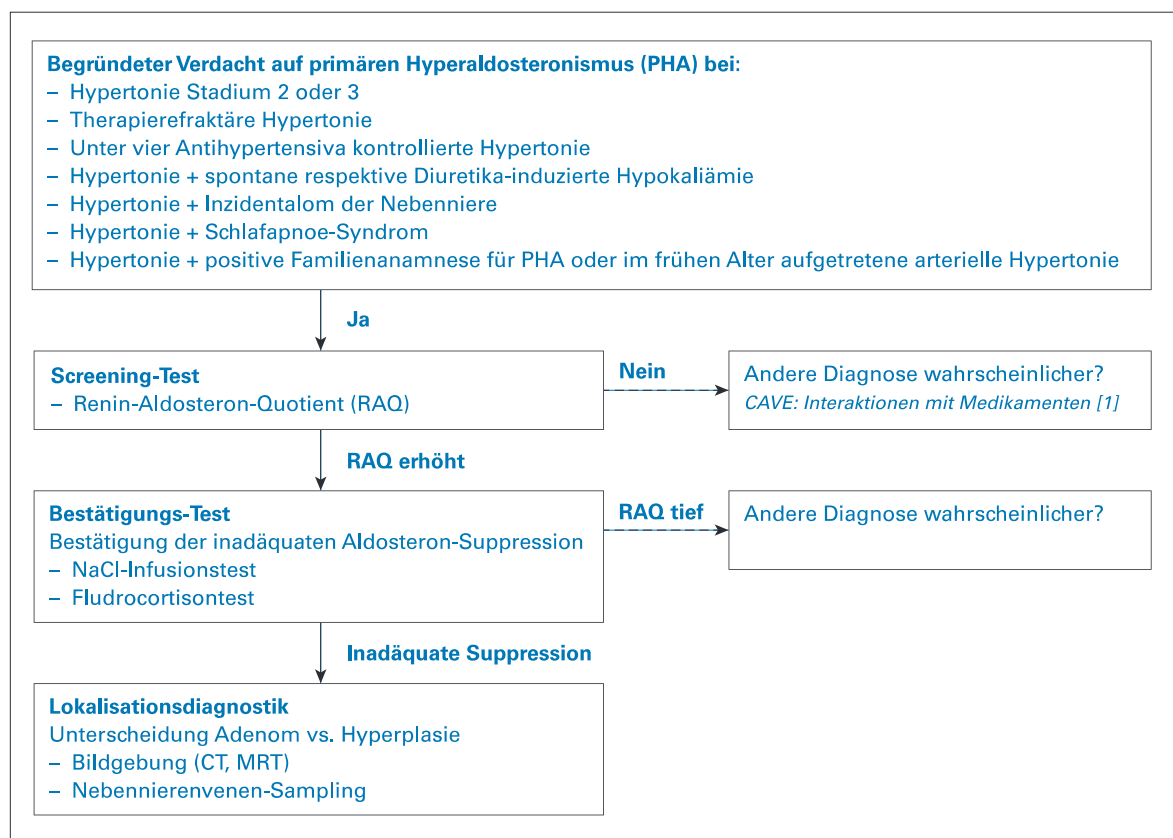 Begründeter Verdacht auf primären Hyperaldosteronismus (PHA) bei:
– Hypertonie Stadium 2 oder 3
– Therapierefraktäre Hypertonie
– Unter vier Antihypertensiva kontrollierte Hypertonie
– Hypertonie + spontane respektive Diuretika-induzierte Hypokaliämie
– Hypertonie + Inzidentalom der Nebenniere
– Hypertonie + Schlafapnoe-Syndrom
– Hypertonie + positive Familienanamnese für PHA oder im frühen Alter aufgetretene arterielle Hypertonie
Ja
Screening-Test
– Renin-Aldosteron-Quotient (RAQ)
Nein
Andere Diagnose wahrscheinlicher?
CAVE: Interaktionen mit Medikamenten [1]
RAQ erhöht
Bestätigungs-Test
Bestätigung der inadäquaten Aldosteron-Suppression
– NaCl-Infusionstest
– Fludrocortisontest
RAQ tief
Andere Diagnose wahrscheinlicher?
Inadäquate Suppression
Lokalisationsdiagnostik
Unterscheidung Adenom vs. Hyperplasie
– Bildgebung (CT, MRT)
– Nebennierenvenen-Sampling